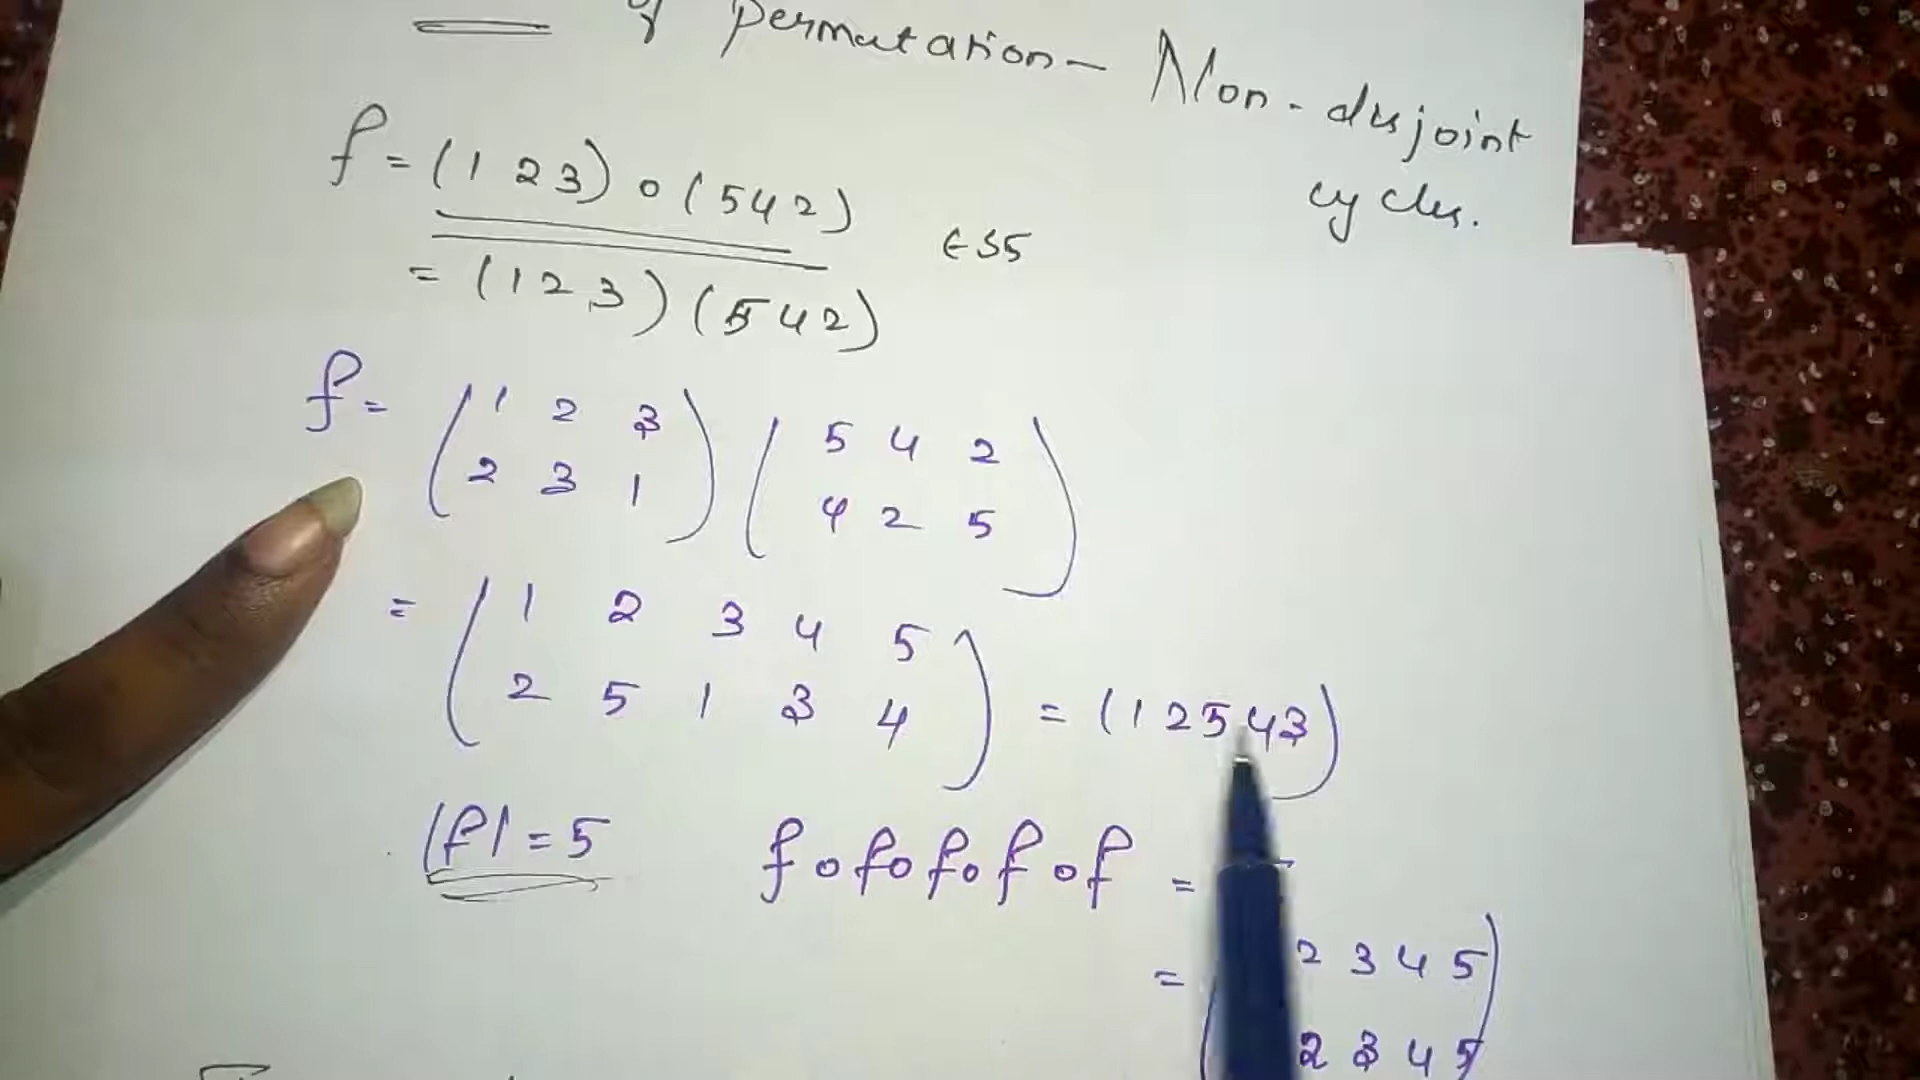 of permutation - Non-disjoint
cycles.
f = (1 2 3) ∘ (5 4 2) ∈ S5
= (1 2 3) (5 4 2)
f = (1 2 3) (5 4 2)
(2 3 1) (4 2 5)
= (1 2 3 4 5)
(2 5 1 3 4) = (1 2 5 4 3)
|f| = 5 f ∘ f ∘ f ∘ f ∘ f =
= ( 2 3 4 5)
( 2 3 4 5